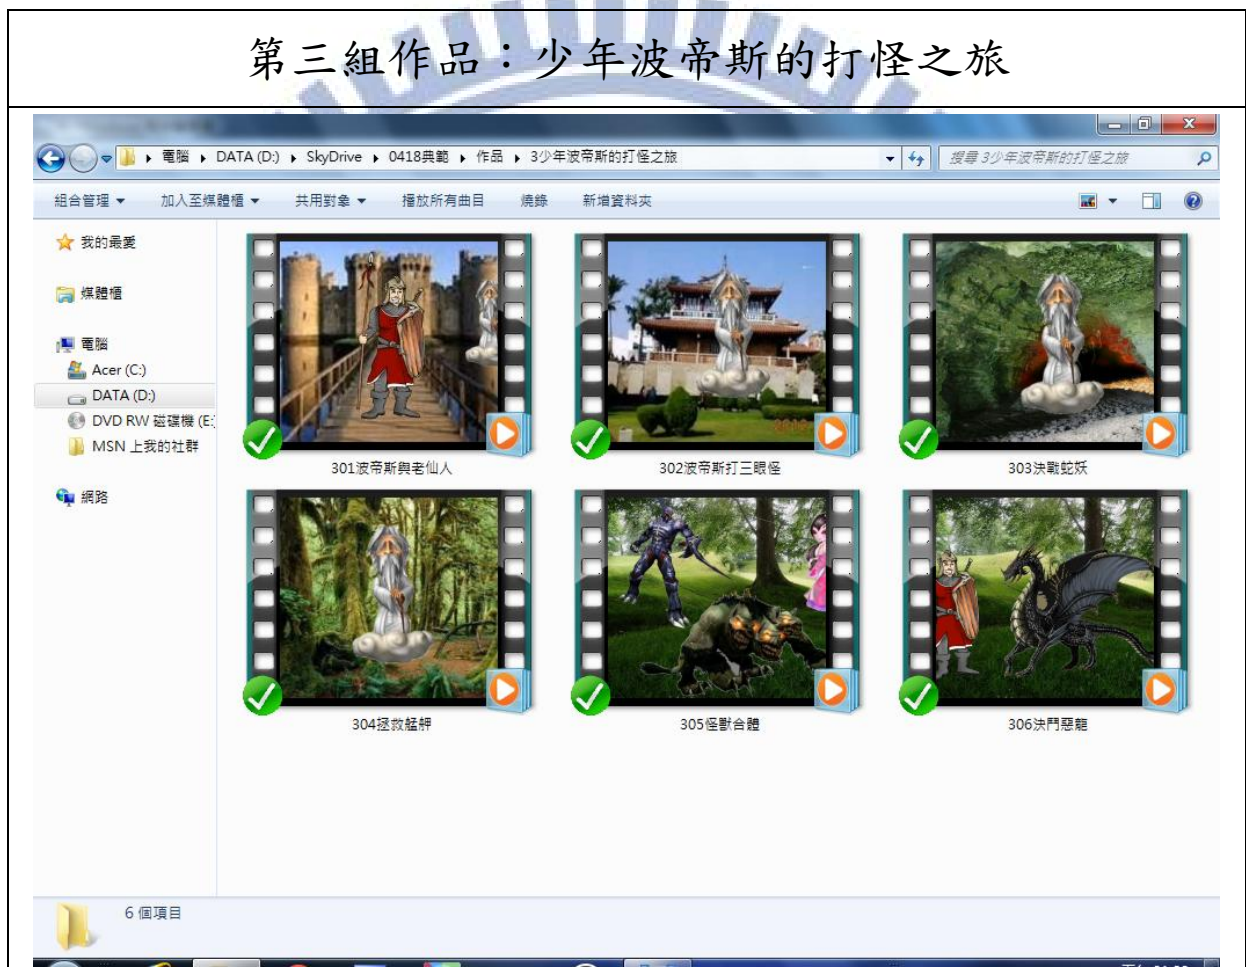 第三組作品：少年波帝斯的打怪之旅
電腦 ▸ DATA (D:) ▸ SkyDrive ▸ 0418典範 ▸ 作品 ▸ 3少年波帝斯的打怪之旅
搜尋 3少年波帝斯的打怪之旅
組合管理 加入至媒體櫃 共用對象 播放所有曲目 燒錄 新增資料夾
我的最愛
媒體櫃
電腦
Acer (C:)
DATA (D:)
DVD RW 磁碟機 (E:
MSN 上我的社群
網路
301波帝斯與老仙人
302波帝斯打三眼怪
303決戰蛇妖
304拯救艋舺
305怪獸合體
306決鬥惡龍
6 個項目